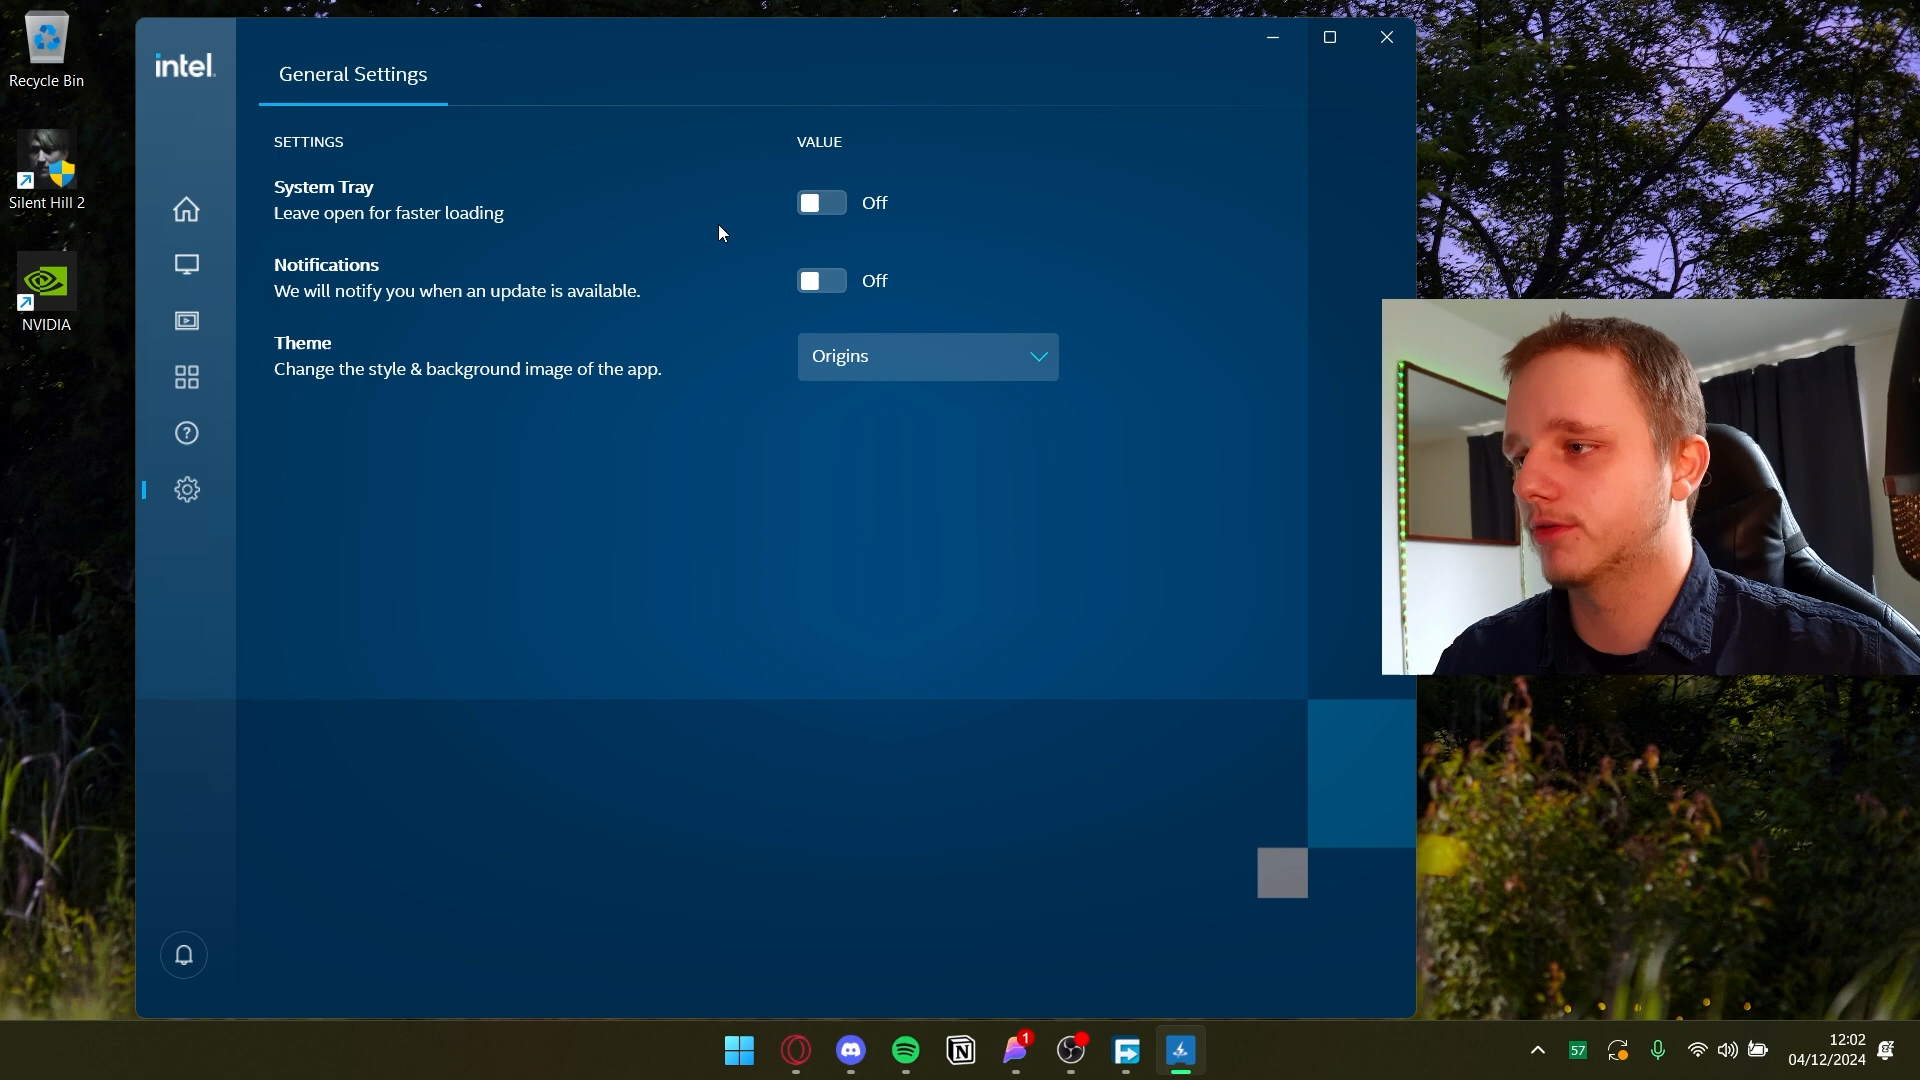 Recycle Bin
Silent Hill 2
NVIDIA
intel.
General Settings
SETTINGS
VALUE
System Tray
Leave open for faster loading
Off
Notifications
We will notify you when an update is available.
Off
Theme
Change the style & background image of the app.
Origins
1
57
12:02
04/12/2024